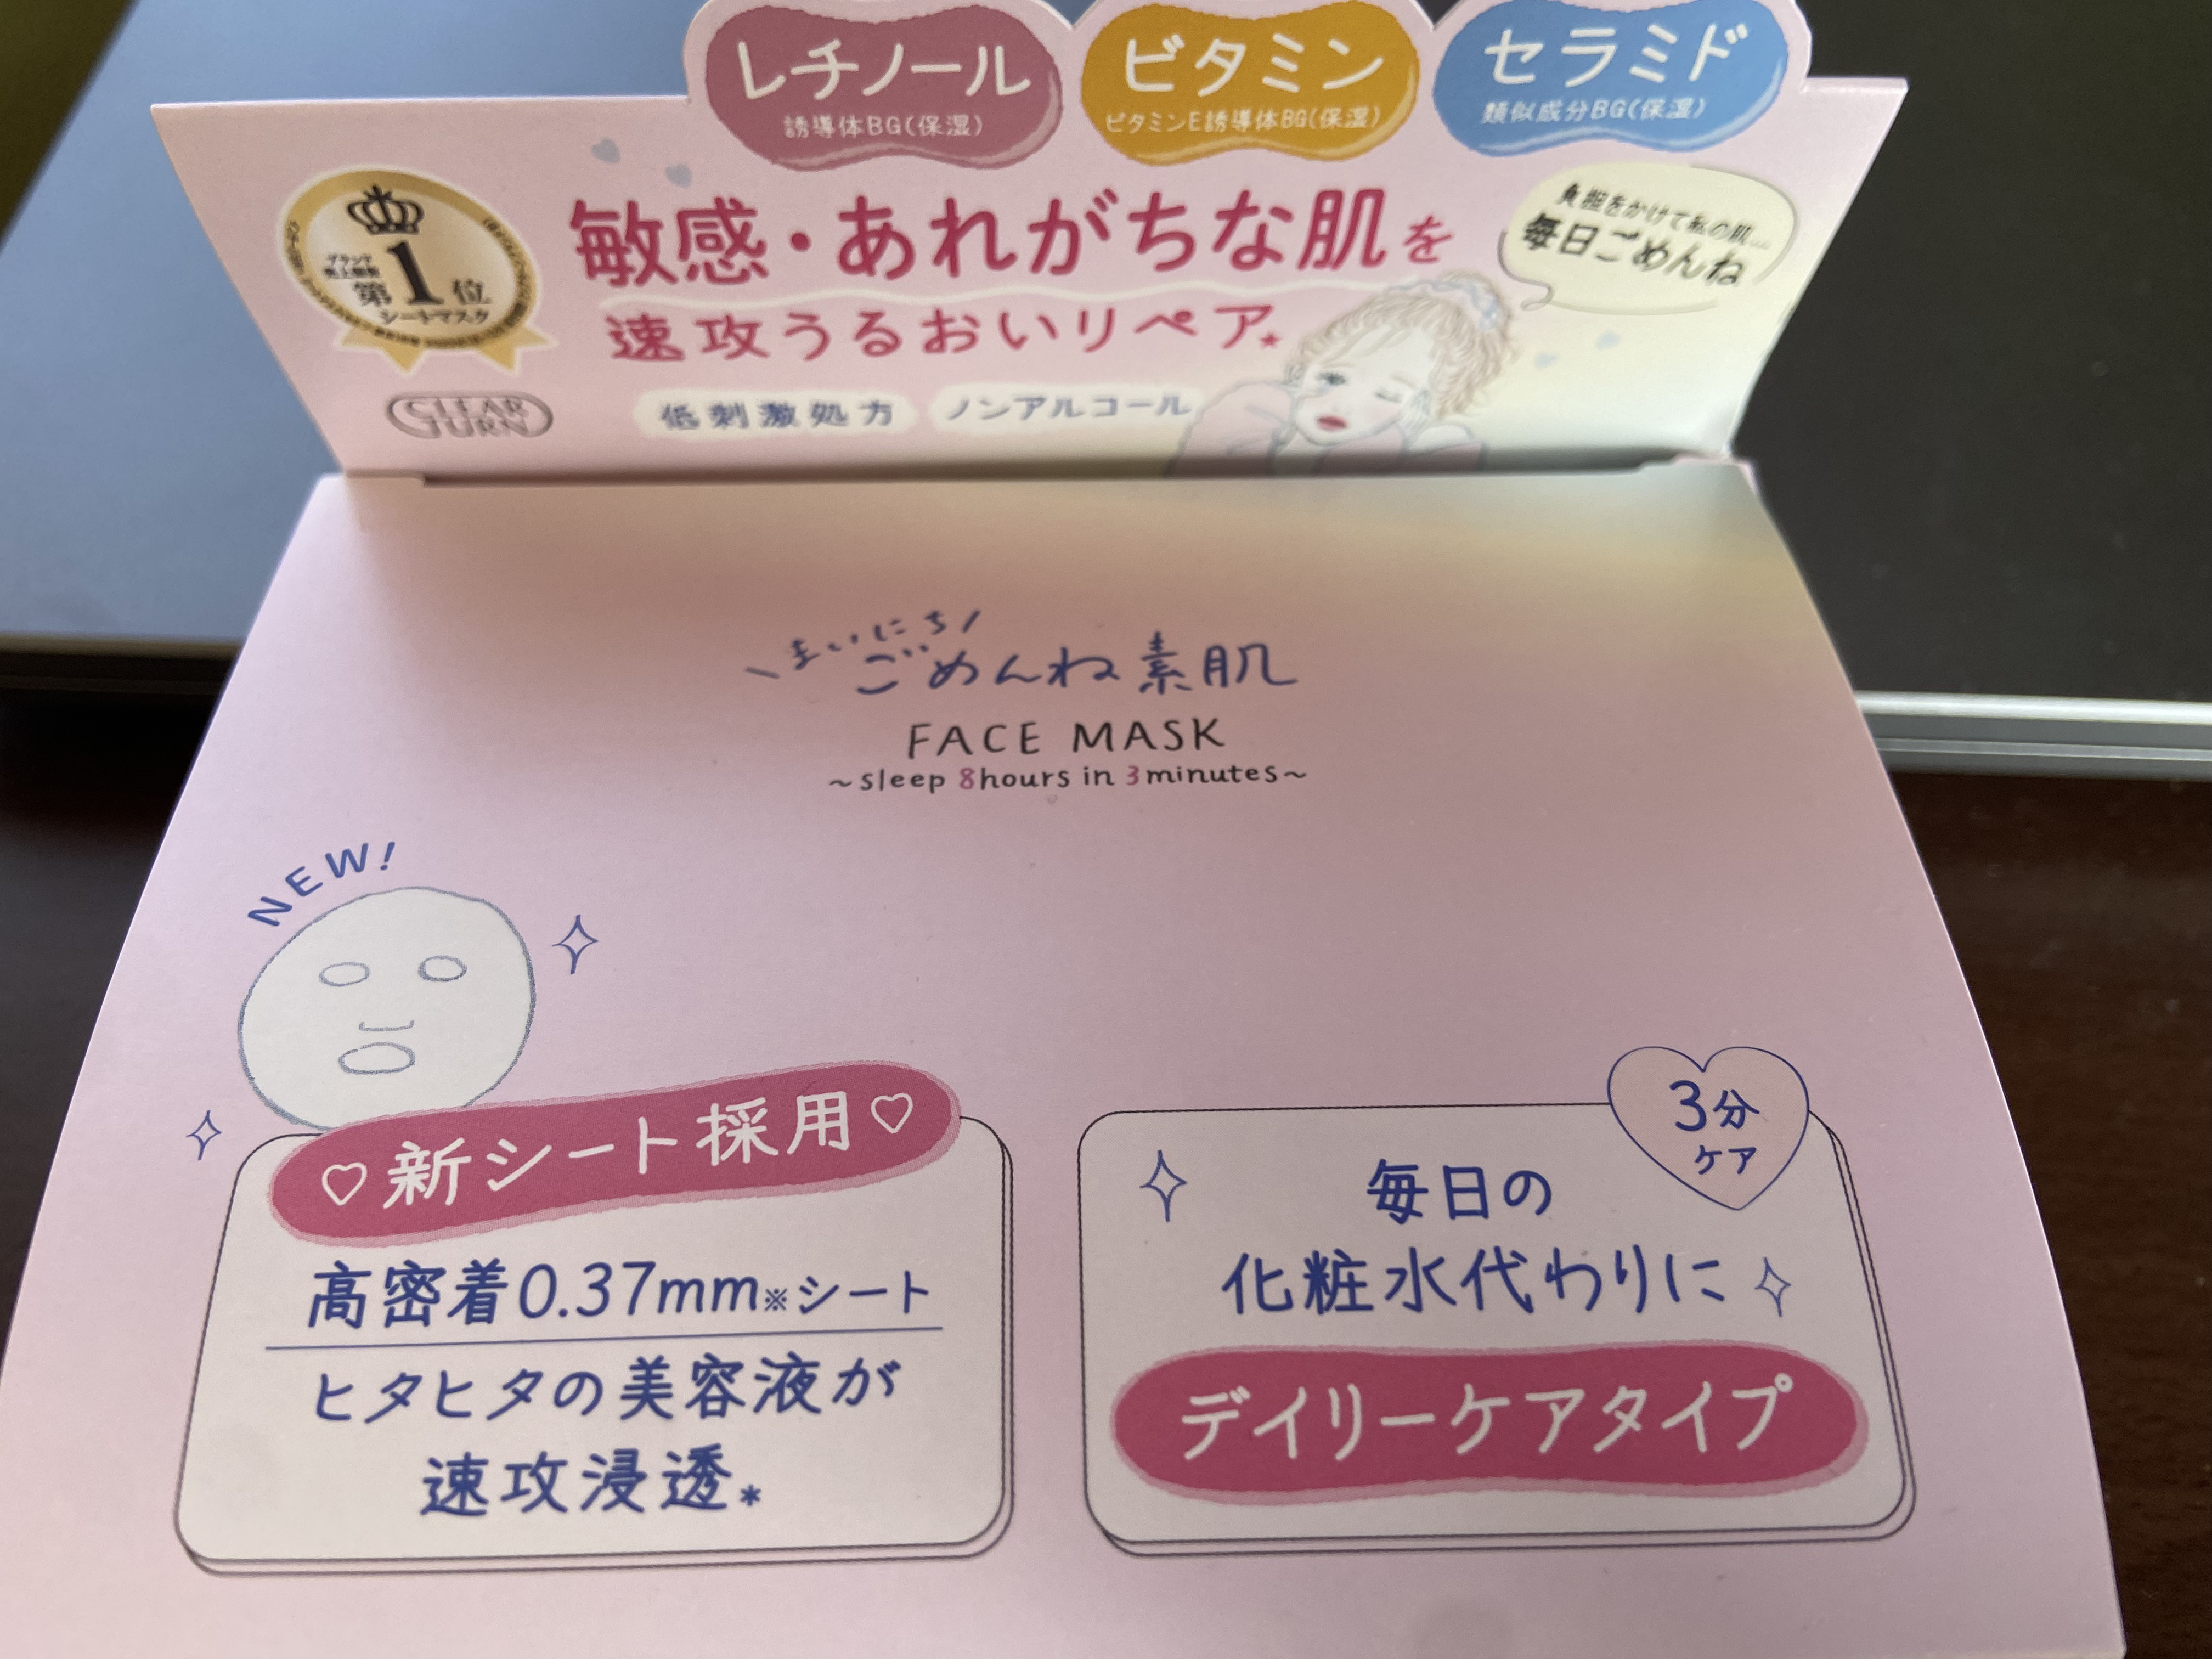 レチノール
誘導体BG(保湿)
ビタミン
ビタミンE誘導体BG(保湿)
セラミド
類似成分BG(保湿)
ブランド
売上個数
第1位
シートマスク
敏感・あれがちな肌を
速攻うるおいリペア★
負担をかけて私の肌...
毎日ごめんね
CLEAR
TURN
低刺激処方
ノンアルコール
\まいにち/
ごめんね素肌
FACE MASK
~sleep 8hours in 3minutes~
NEW!
♡新シート採用♡
高密着0.37mm※シート
ヒタヒタの美容液が
速攻浸透。*
3分
ケア
毎日の
化粧水代わりに
デイリーケアタイプ